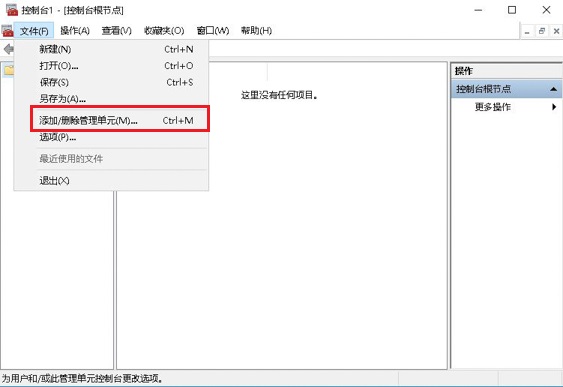 控制台1 - [控制台根节点]
文件(F) 操作(A) 查看(V) 收藏夹(O) 窗口(W) 帮助(H)
新建(N) Ctrl+N
打开(O)... Ctrl+O
保存(S) Ctrl+S
另存为(A)...
添加/删除管理单元(M)... Ctrl+M
选项(P)...
最近使用的文件
退出(X)
这里没有任何项目。
操作
控制台根节点
更多操作
为用户和/或此管理单元控制台更改选项。